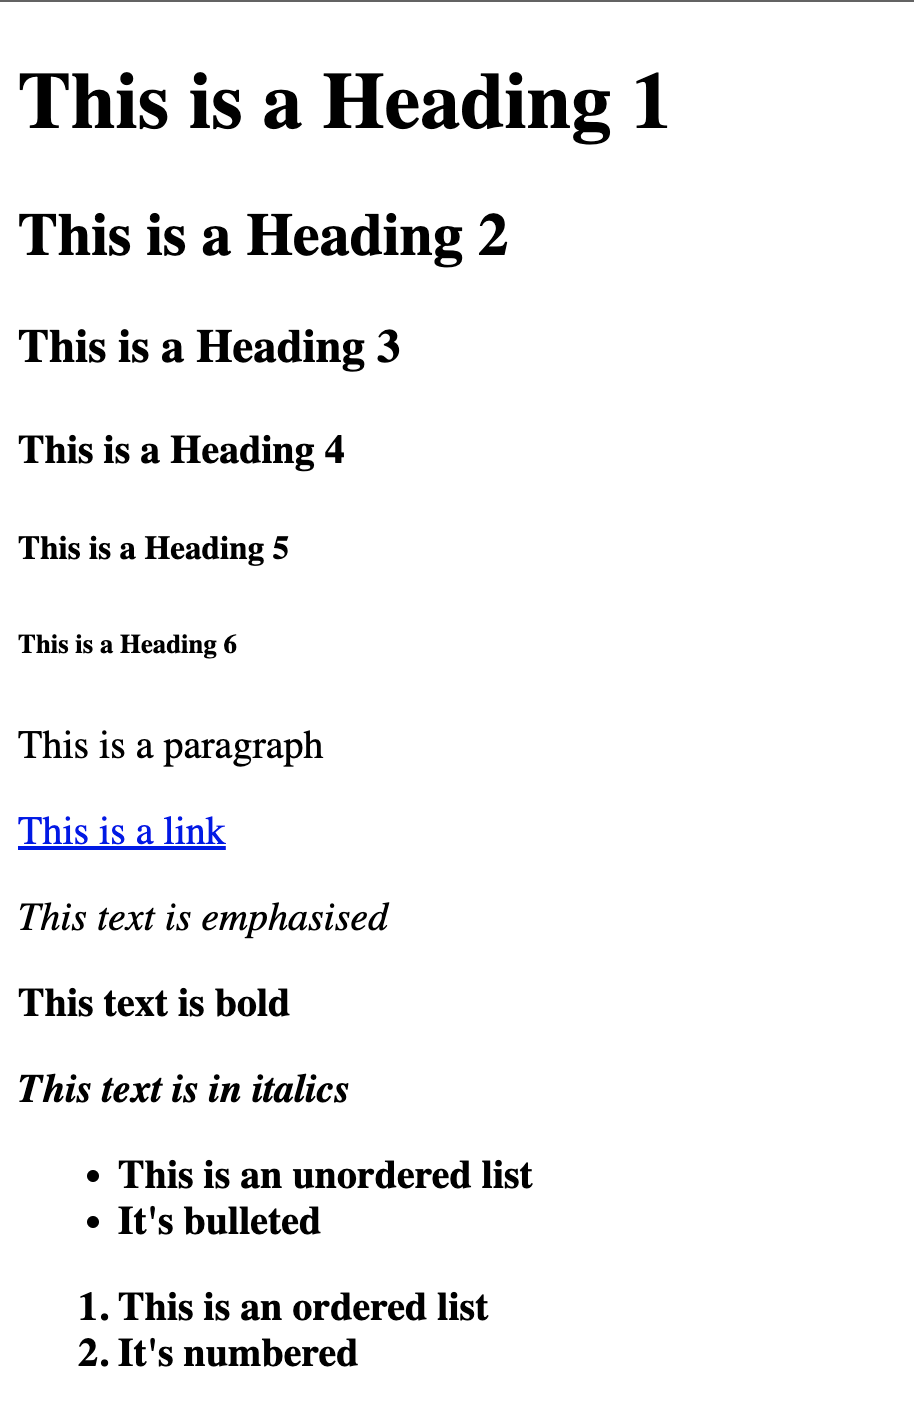 This is a Heading 1
This is a Heading 2
This is a Heading 3
This is a Heading 4
This is a Heading 5
This is a Heading 6
This is a paragraph
This is a link
This text is emphasised
This text is bold
This text is in italics
• This is an unordered list
• It's bulleted
1. This is an ordered list
2. It's numbered